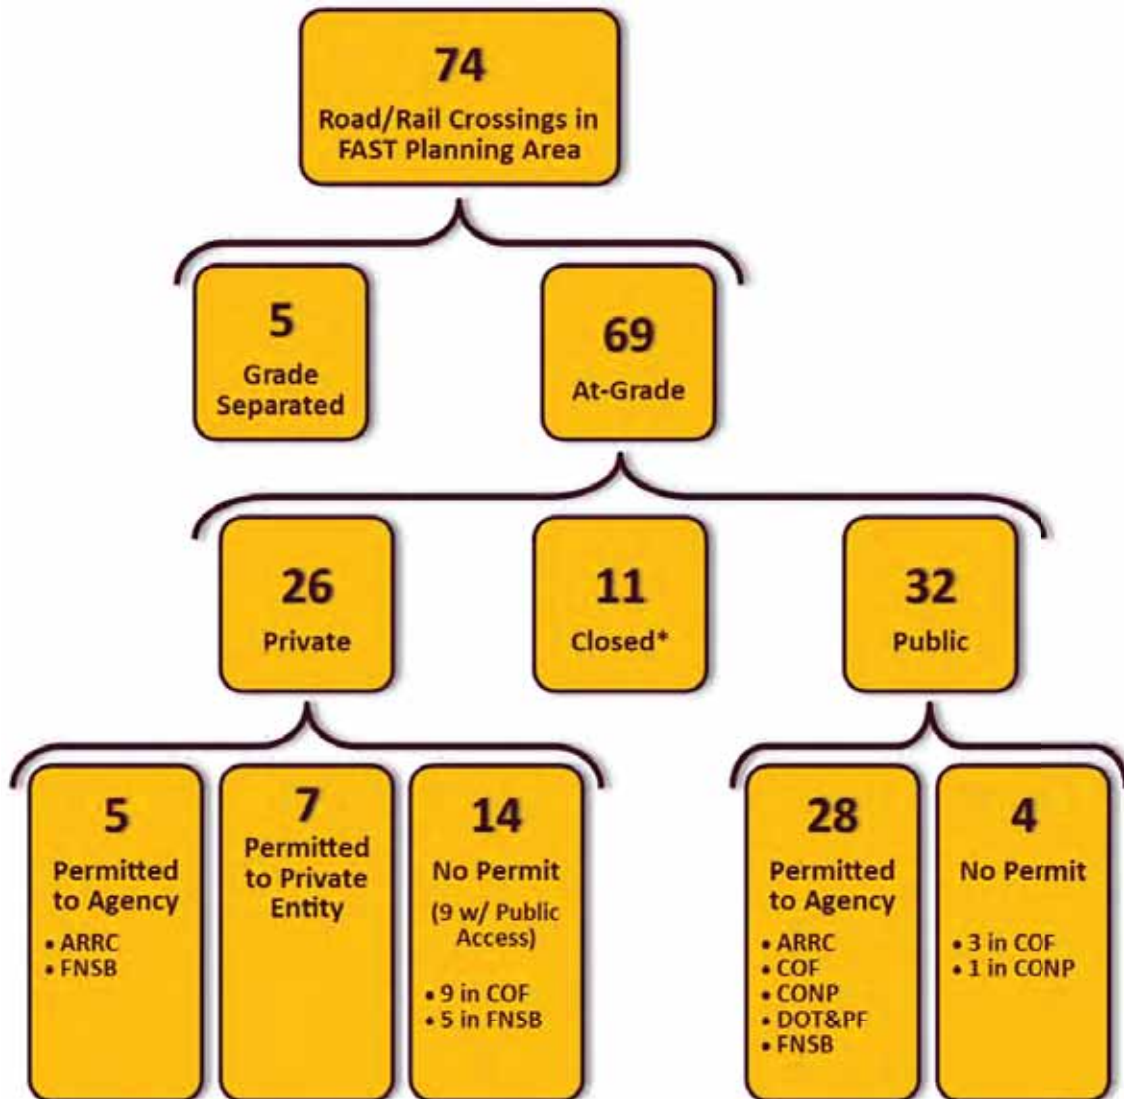 74
Road/Rail Crossings in
FAST Planning Area
5
Grade
Separated
69
At-Grade
26
Private
11
Closed*
32
Public
5
Permitted
to Agency
• ARRC
• FNSB
7
Permitted
to Private
Entity
14
No Permit
(9 w/ Public
Access)
• 9 in COF
• 5 in FNSB
28
Permitted
to Agency
• ARRC
• COF
• CONP
• DOT&PF
• FNSB
4
No Permit
• 3 in COF
• 1 in CONP